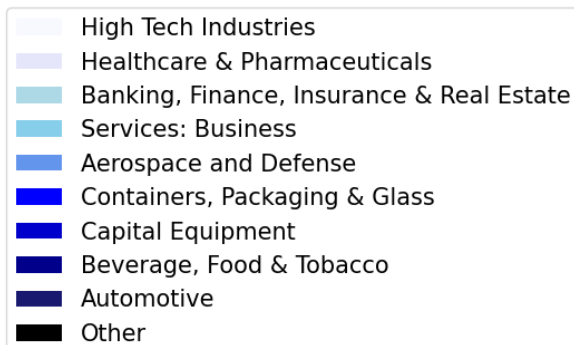 High Tech Industries
Healthcare & Pharmaceuticals
Banking, Finance, Insurance & Real Estate
Services: Business
Aerospace and Defense
Containers, Packaging & Glass
Capital Equipment
Beverage, Food & Tobacco
Automotive
Other